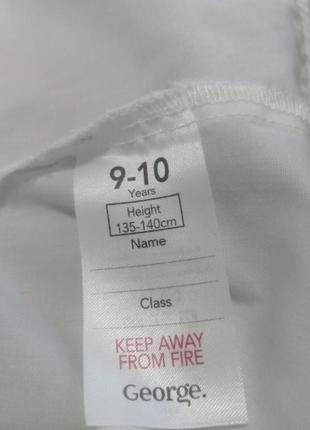 9-10
Years
Height
135-140cm
Name
Class
KEEP AWAY
FROM FIRE
George.